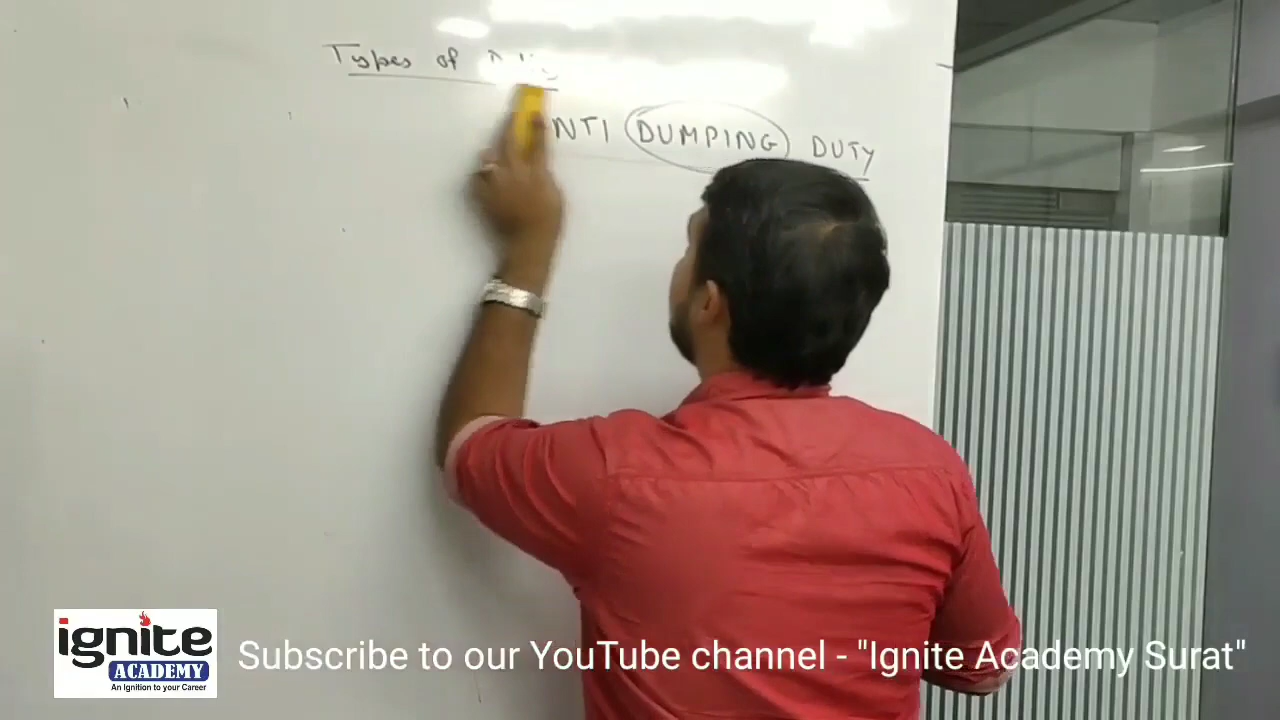 Types of
DUMPING DUTY
ignite
ACADEMY
An Ignition to your Career
Subscribe to our YouTube channel - "Ignite Academy Surat"